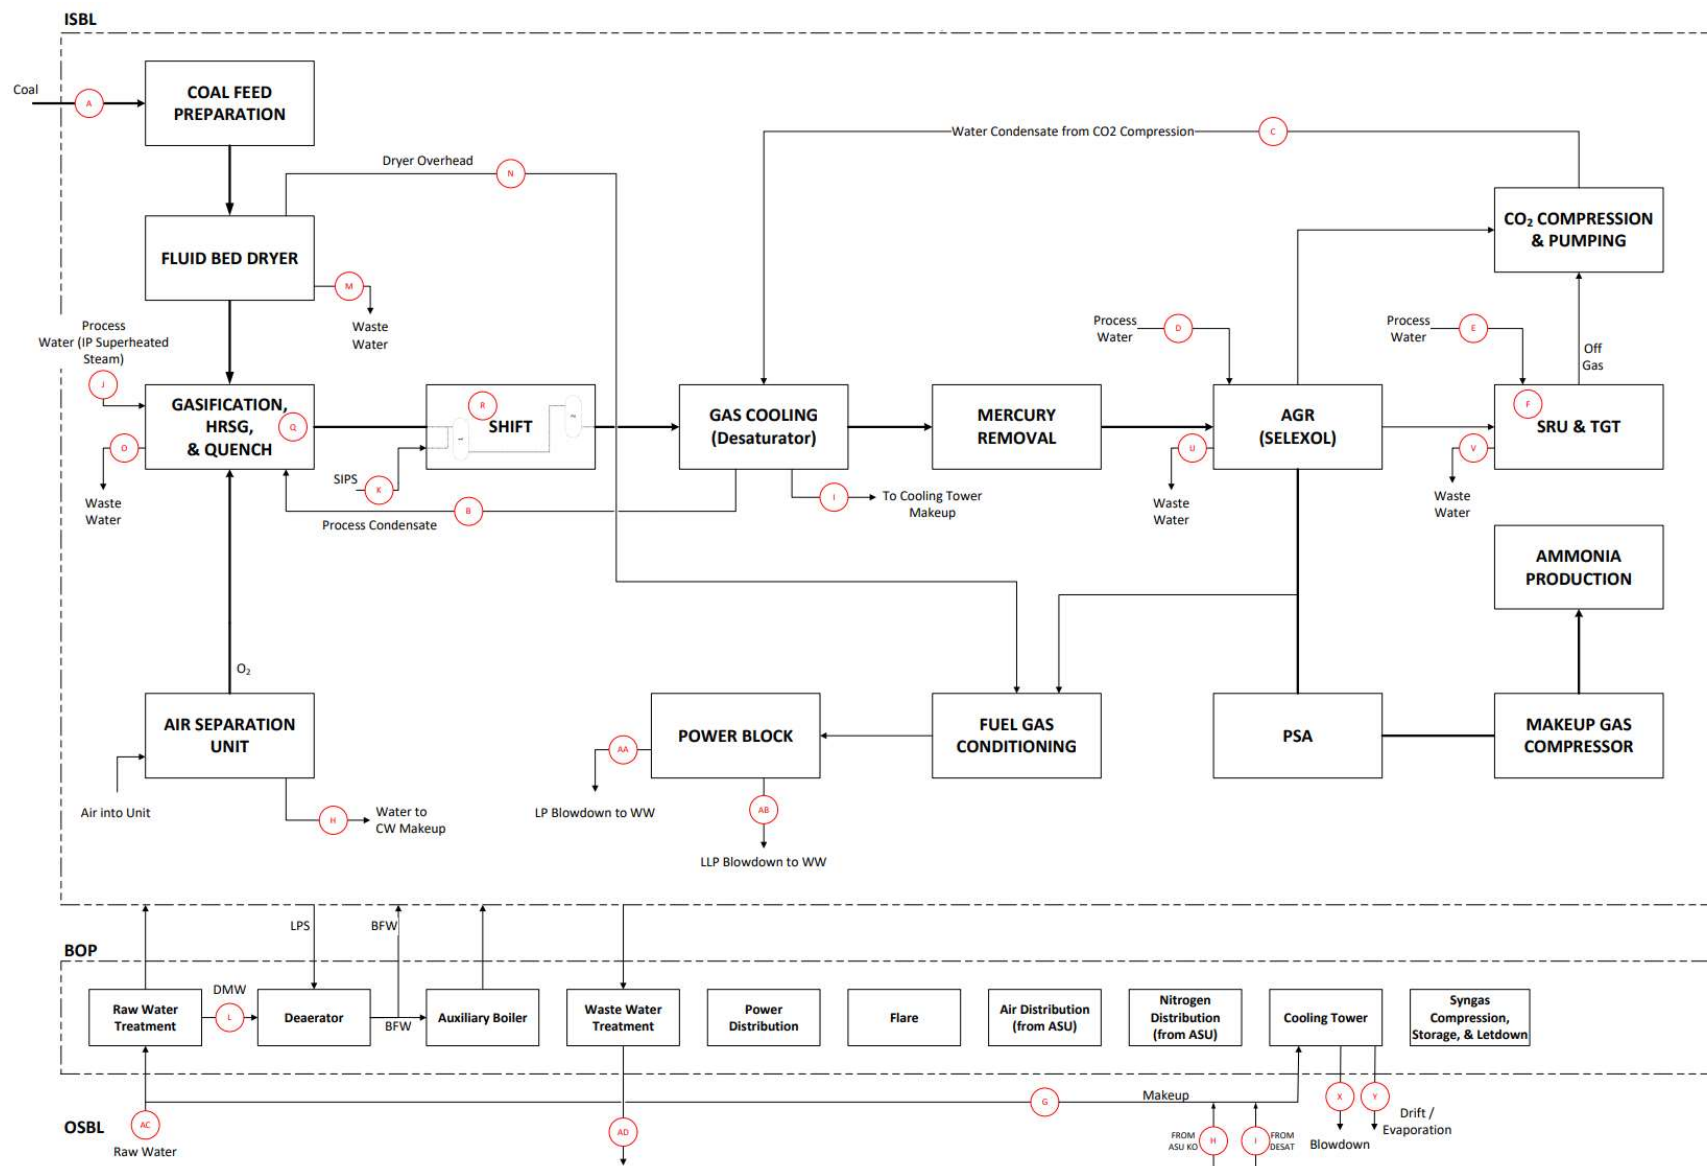 ISBL
Coal
A
COAL FEED
PREPARATION
Water Condensate from CO2 Compression
C
Dryer Overhead
N
CO₂ COMPRESSION
& PUMPING
FLUID BED DRYER
M
Waste
Water
Process
Water (IP Superheated
Steam)
J
Process
Water
D
Process
Water
E
Off
Gas
GASIFICATION,
HRSG,
& QUENCH
Q
R
SHIFT
1
2
GAS COOLING
(Desaturator)
MERCURY
REMOVAL
AGR
(SELEXOL)
F
SRU & TGT
O
Waste
Water
SIPS
K
Process Condensate
B
I
To Cooling Tower
Makeup
U
Waste
Water
V
Waste
Water
AMMONIA
PRODUCTION
O₂
AIR SEPARATION
UNIT
POWER BLOCK
FUEL GAS
CONDITIONING
PSA
MAKEUP GAS
COMPRESSOR
AA
Air into Unit
H
Water to
CW Makeup
LP Blowdown to WW
AB
LLP Blowdown to WW
LPS
BFW
BOP
DMW
Raw Water
Treatment
L
Deaerator
BFW
Auxiliary Boiler
Waste Water
Treatment
Power
Distribution
Flare
Air Distribution
(from ASU)
Nitrogen
Distribution
(from ASU)
Cooling Tower
Syngas
Compression,
Storage, & Letdown
Makeup
G
X
Y
Drift /
Evaporation
Blowdown
OSBL
AC
Raw Water
AD
FROM
ASU KO
H
I
FROM
DESAT